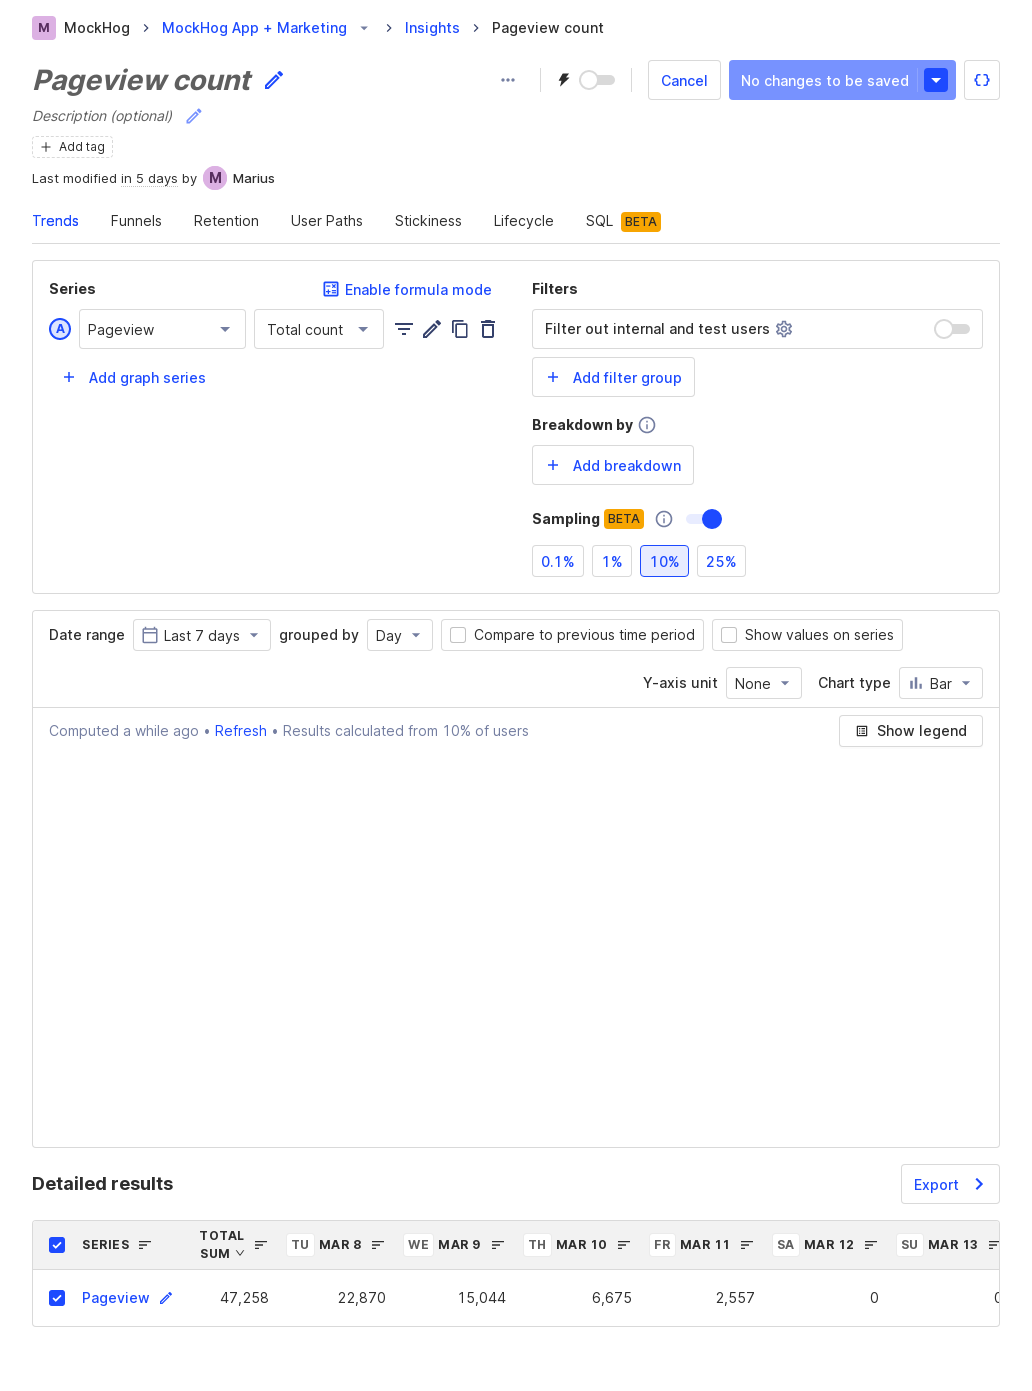 M MockHog > MockHog App + Marketing > Insights > Pageview count
Pageview count
Cancel No changes to be saved
Description (optional)
+ Add tag
Last modified in 5 days by M Marius
Trends Funnels Retention User Paths Stickiness Lifecycle SQL BETA
Series Enable formula mode
A Pageview Total count
+ Add graph series
Filters
Filter out internal and test users
+ Add filter group
Breakdown by
+ Add breakdown
Sampling BETA
0.1% 1% 10% 25%
Date range Last 7 days grouped by Day Compare to previous time period Show values on series
Y-axis unit None Chart type Bar
Computed a while ago • Refresh • Results calculated from 10% of users Show legend
Detailed results Export
SERIES TOTAL SUM TU MAR 8 WE MAR 9 TH MAR 10 FR MAR 11 SA MAR 12 SU MAR 13
Pageview 47,258 22,870 15,044 6,675 2,557 0 0